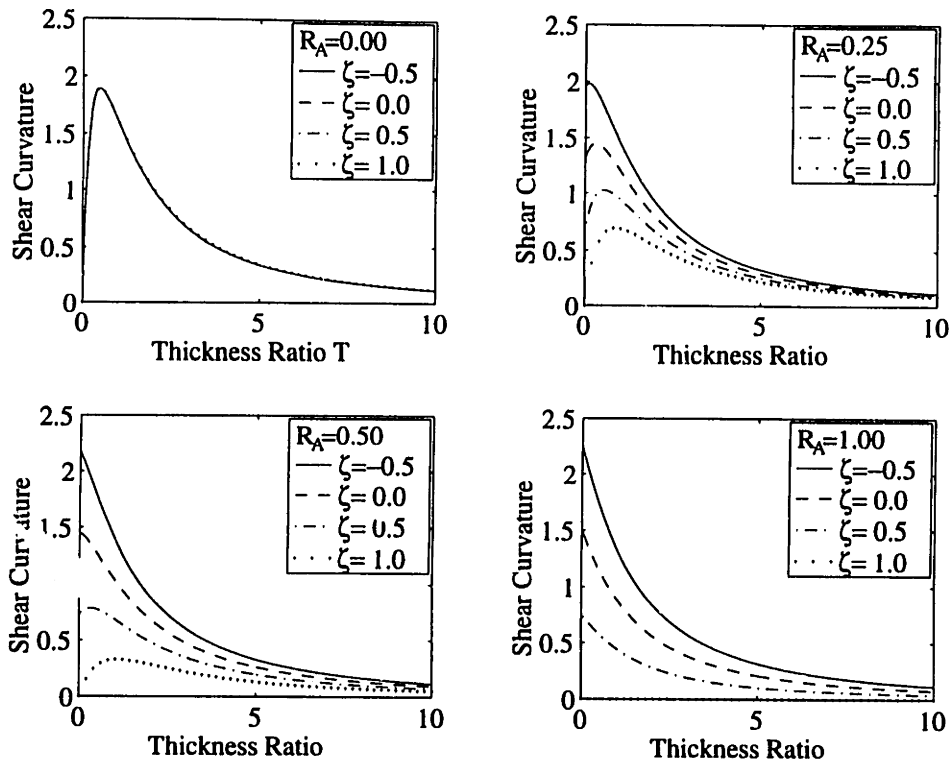 2.5
2
1.5
1
0.5
0
Shear Curvature
R_A=0.00
ζ=−0.5
ζ= 0.0
ζ= 0.5
ζ= 1.0
0
5
10
Thickness Ratio T
2.5
2
1.5
1
0.5
0
Shear Curvature
R_A=0.25
ζ=−0.5
ζ= 0.0
ζ= 0.5
ζ= 1.0
0
5
10
Thickness Ratio
2.5
2
1.5
0.5
0
Shear Curvature
R_A=0.50
ζ=−0.5
ζ= 0.0
ζ= 0.5
ζ= 1.0
0
5
10
Thickness Ratio
2.5
2
1.5
1
0.5
0
Shear Curvature
R_A=1.00
ζ=−0.5
ζ= 0.0
ζ= 0.5
ζ= 1.0
0
5
10
Thickness Ratio